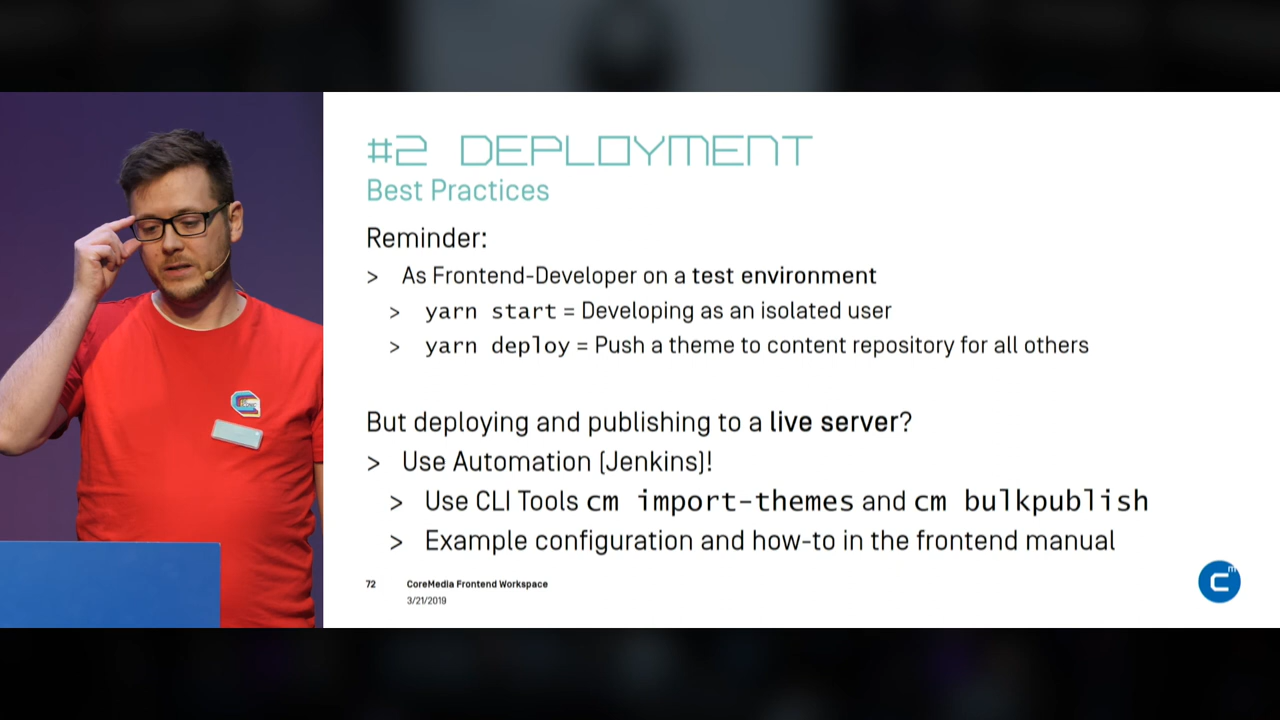 #2 DEPLOYMENT
Best Practices
Reminder:
> As Frontend-Developer on a test environment
> yarn start = Developing as an isolated user
> yarn deploy = Push a theme to content repository for all others
But deploying and publishing to a live server?
> Use Automation (Jenkins)!
> Use CLI Tools cm import-themes and cm bulkpublish
> Example configuration and how-to in the frontend manual
72 CoreMedia Frontend Workspace
3/21/2019
Cm